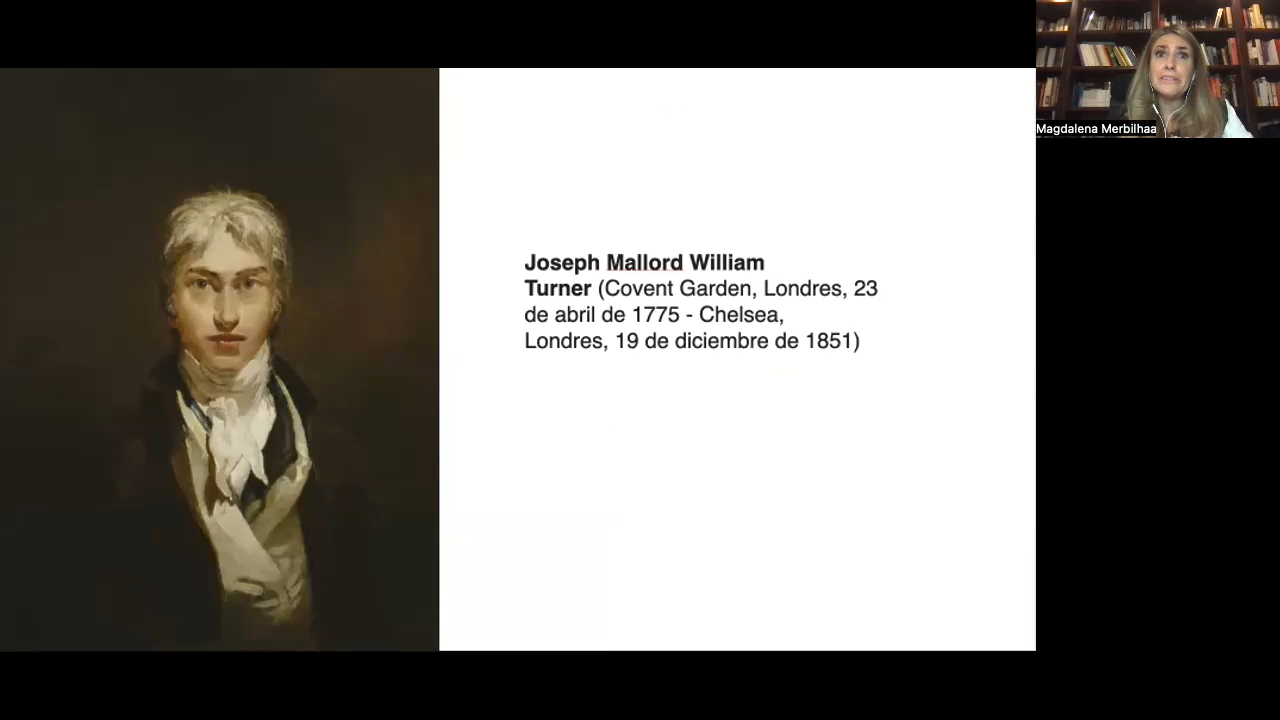 Magdalena Merbilhaa
Joseph Mallord William
Turner (Covent Garden, Londres, 23
de abril de 1775 - Chelsea,
Londres, 19 de diciembre de 1851)